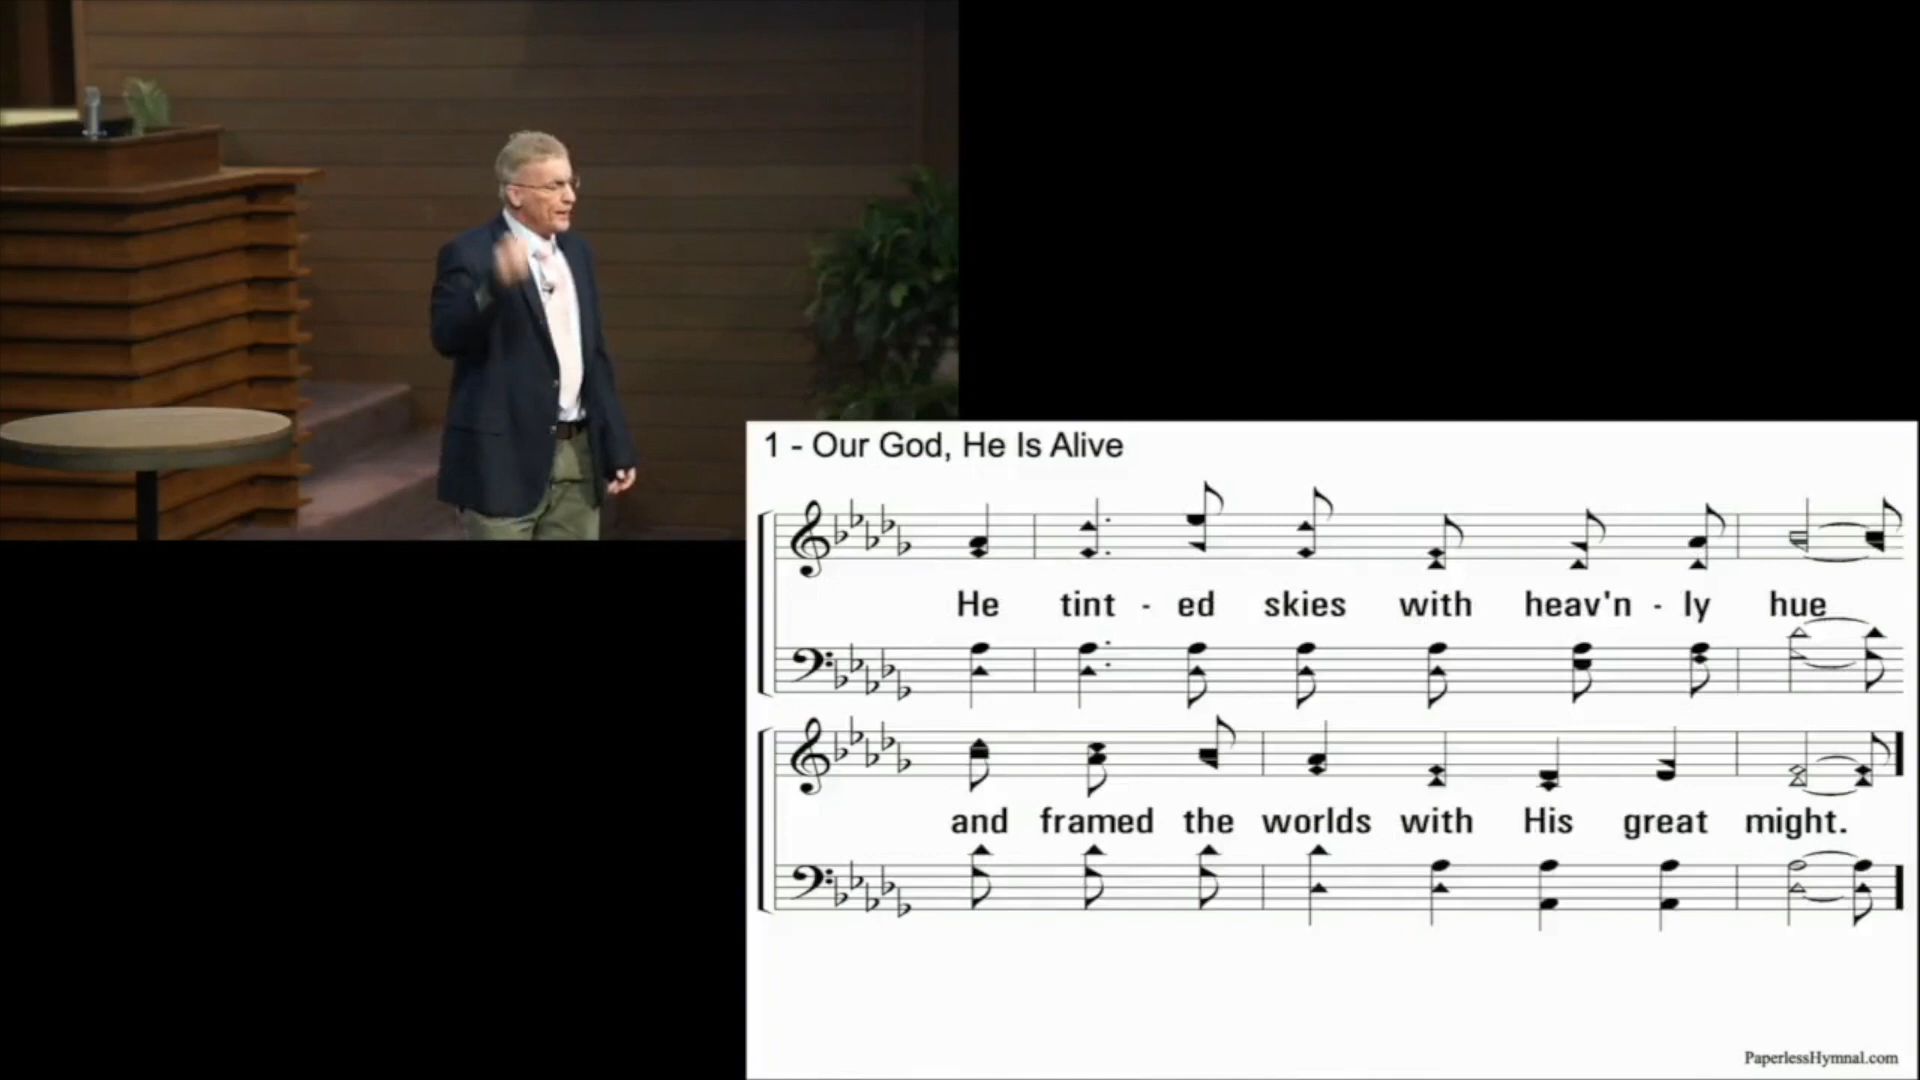 1 - Our God, He Is Alive
He tint - ed skies with heav'n - ly hue
and framed the worlds with His great might.
PaperlessHymnal.com